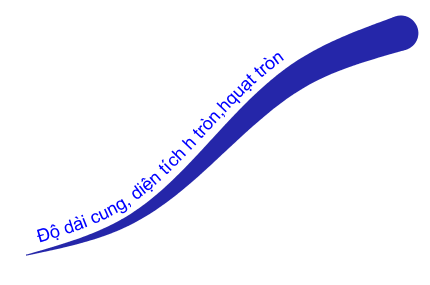 Độ dài cung, diện tích h tròn,hquạt tròn